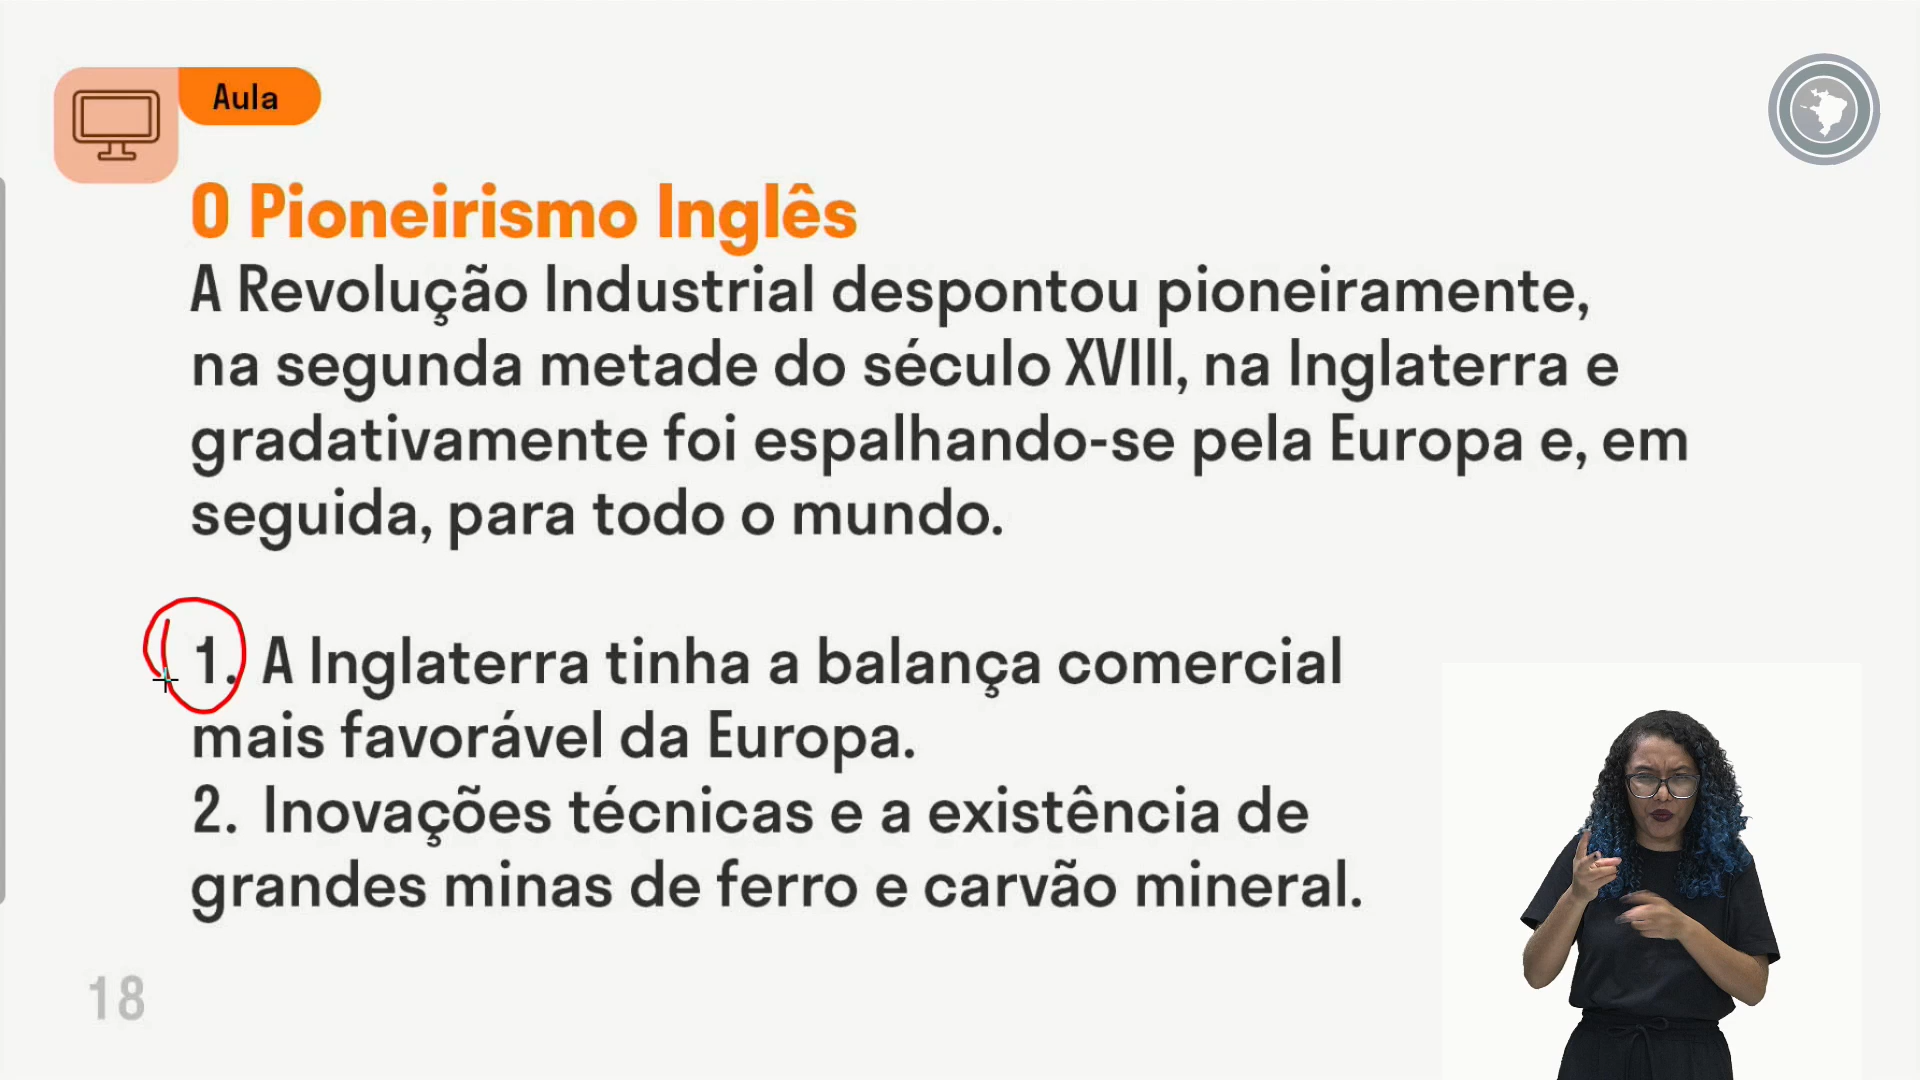 Aula
O Pioneirismo Inglês
A Revolução Industrial despontou pioneiramente,
na segunda metade do século XVIII, na Inglaterra e
gradativamente foi espalhando-se pela Europa e, em
seguida, para todo o mundo.
1. A Inglaterra tinha a balança comercial
mais favorável da Europa.
2. Inovações técnicas e a existência de
grandes minas de ferro e carvão mineral.
18